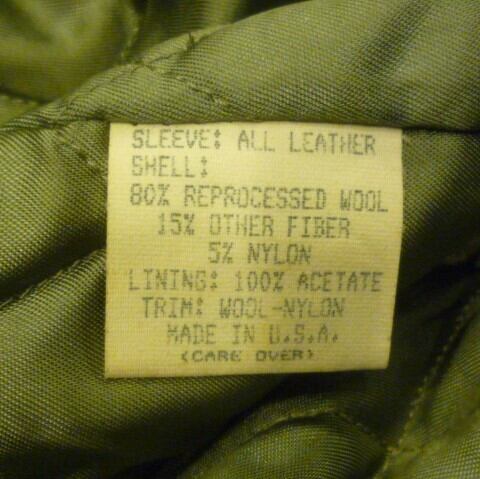 SLEEVE: ALL LEATHER
SHELL:
80% REPROCESSED WOOL
15% OTHER FIBER
5% NYLON
LINING: 100% ACETATE
TRIM: WOOL-NYLON
MADE IN U.S.A.
(CARE OVER)